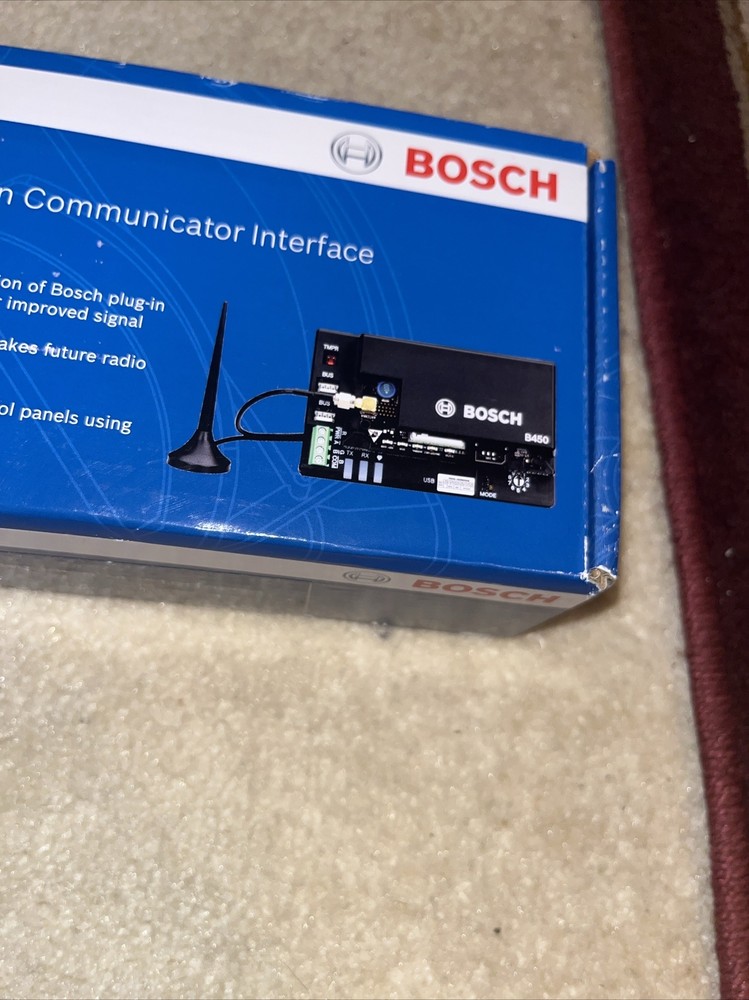 BOSCH
n Communicator Interface
ion of Bosch plug-in
r improved signal
akes future radio
ol panels using
TMPR
BUS
BUS
BOSCH
B450
TX RX
USB
MODE
BOSCH